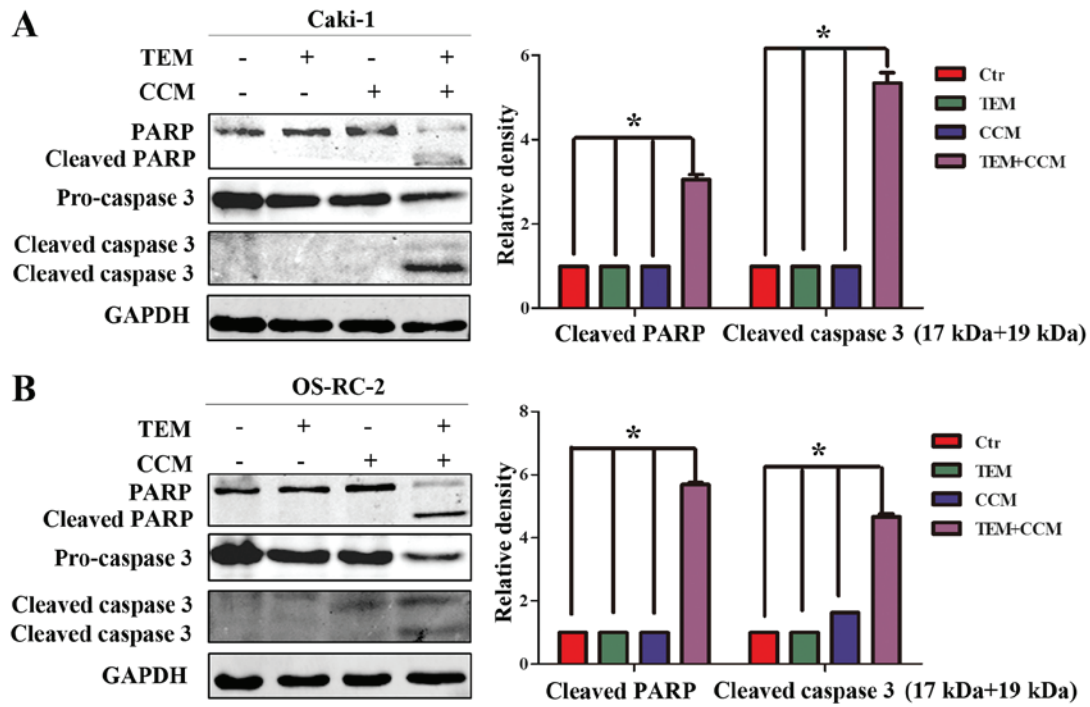 A
Caki-1
TEM - + - +
CCM - - + +
PARP
Cleaved PARP
Pro-caspase 3
Cleaved caspase 3
Cleaved caspase 3
GAPDH
Relative density
6
4
2
0
*
*
Cleaved PARP Cleaved caspase 3 (17 kDa+19 kDa)
Ctr
TEM
CCM
TEM+CCM
B
OS-RC-2
TEM - + - +
CCM - - + +
PARP
Cleaved PARP
Pro-caspase 3
Cleaved caspase 3
Cleaved caspase 3
GAPDH
Relative density
8
6
4
2
0
*
*
Cleaved PARP Cleaved caspase 3 (17 kDa+19 kDa)
Ctr
TEM
CCM
TEM+CCM